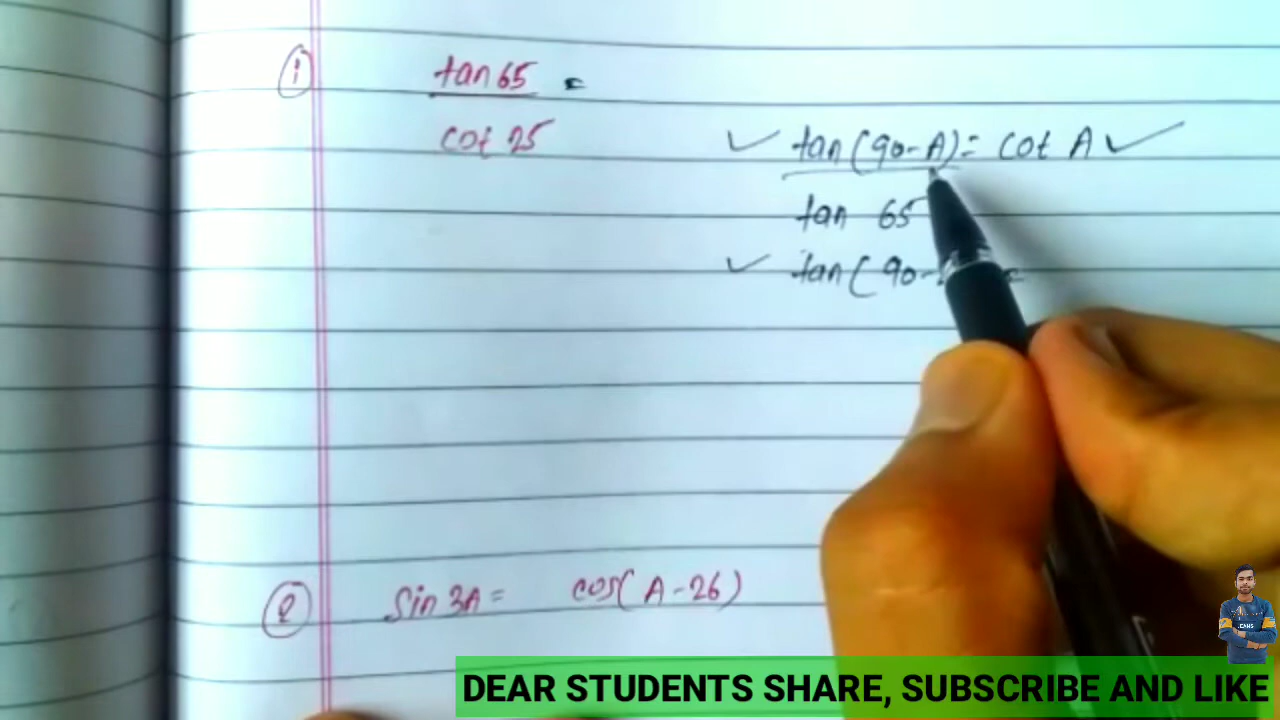 ① tan 65 =
cot 25
tan(90-A)= cot A
tan 65
tan( 90-
② Sin 3A = cos( A-26)
DEAR STUDENTS SHARE, SUBSCRIBE AND LIKE